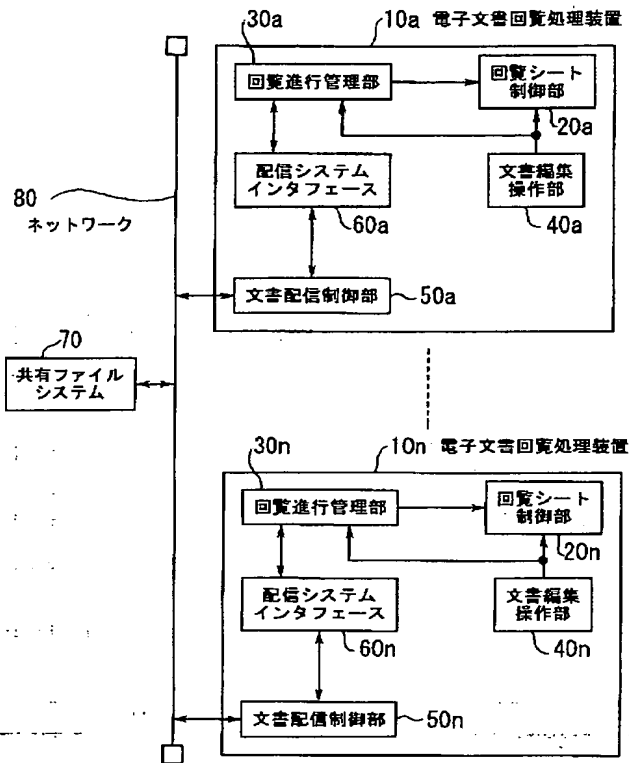 10a 電子文書回覧処理装置
30a
回覧進行管理部
回覧シート
制御部
20a
配信システム
インタフェース
60a
文書編集
操作部
40a
80
ネットワーク
文書配信制御部
50a
70
共有ファイル
システム
10n 電子文書回覧処理装置
30n
回覧進行管理部
回覧シート
制御部
20n
配信システム
インタフェース
60n
文書編集
操作部
40n
文書配信制御部
50n